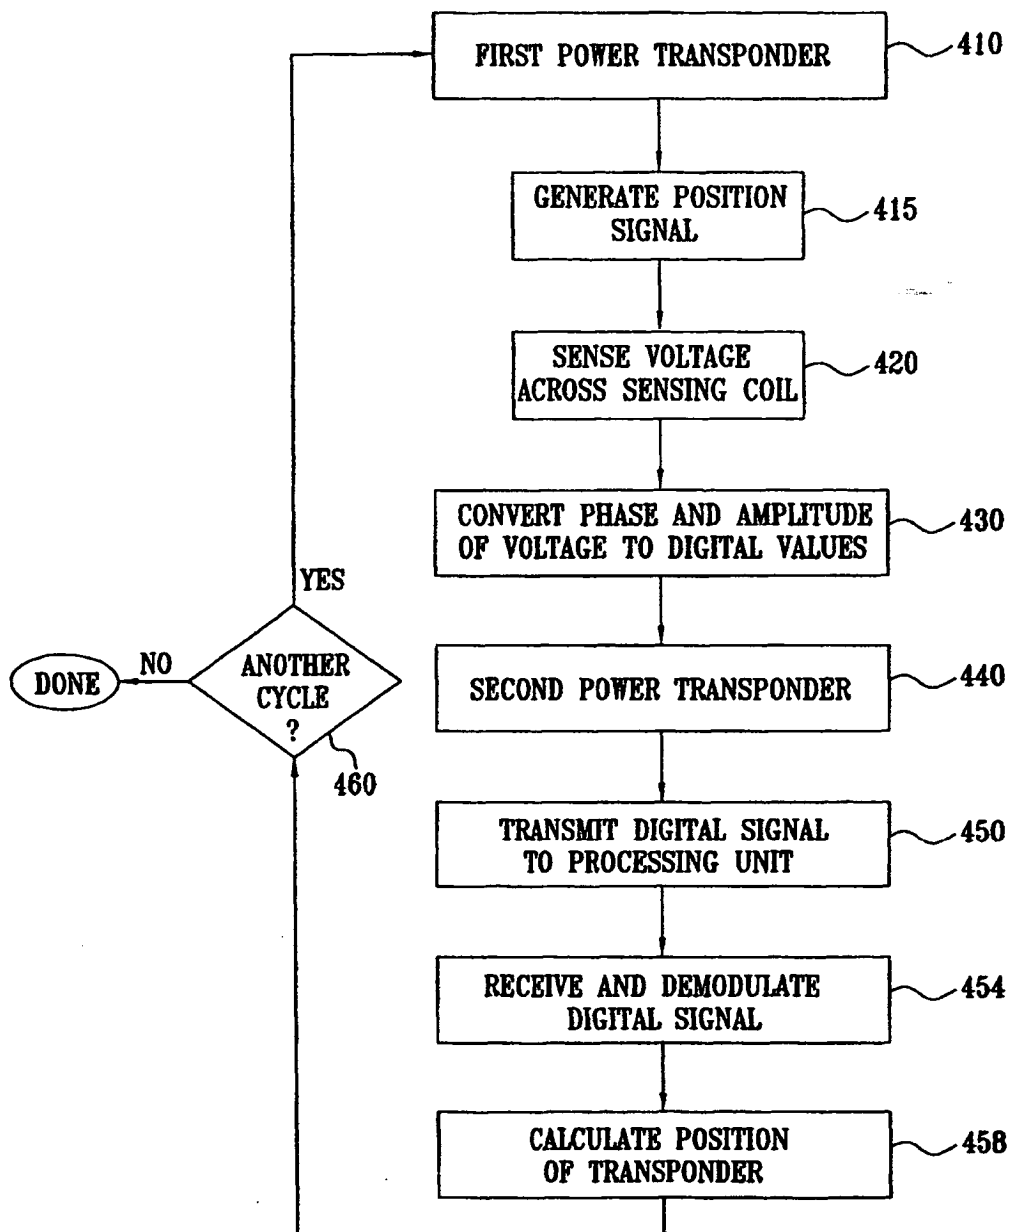 FIRST POWER TRANSPONDER
410
GENERATE POSITION
SIGNAL
415
SENSE VOLTAGE
ACROSS SENSING COIL
420
CONVERT PHASE AND AMPLITUDE
OF VOLTAGE TO DIGITAL VALUES
430
YES
NO
DONE
ANOTHER
CYCLE
?
460
SECOND POWER TRANSPONDER
440
TRANSMIT DIGITAL SIGNAL
TO PROCESSING UNIT
450
RECEIVE AND DEMODULATE
DIGITAL SIGNAL
454
CALCULATE POSITION
OF TRANSPONDER
458